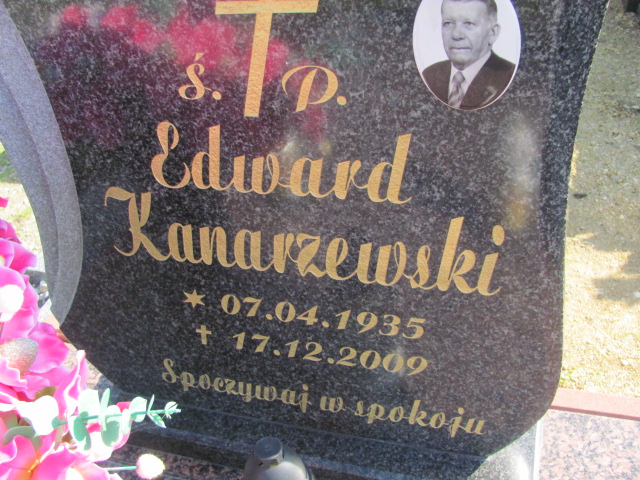 ś. P.
Edward
Kanarzewski
* 07.04.1935
✝ 17.12.2009
Spoczywaj w spokoju